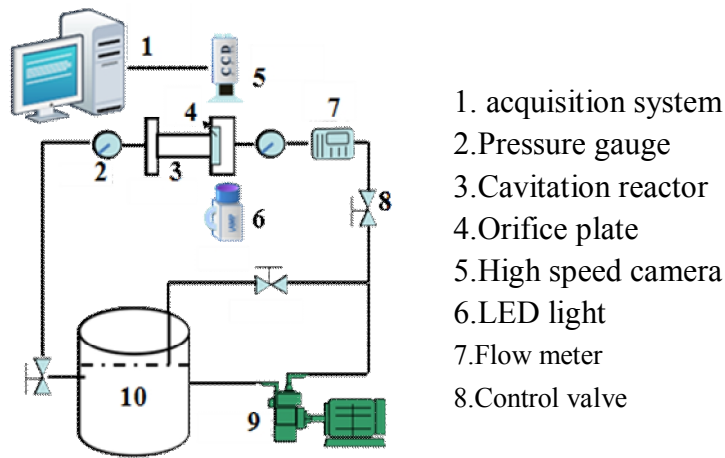 1
CCD
5
4
7
2
3
6
LAMP
8
10
9
1. acquisition system
2.Pressure gauge
3.Cavitation reactor
4.Orifice plate
5.High speed camera
6.LED light
7.Flow meter
8.Control valve